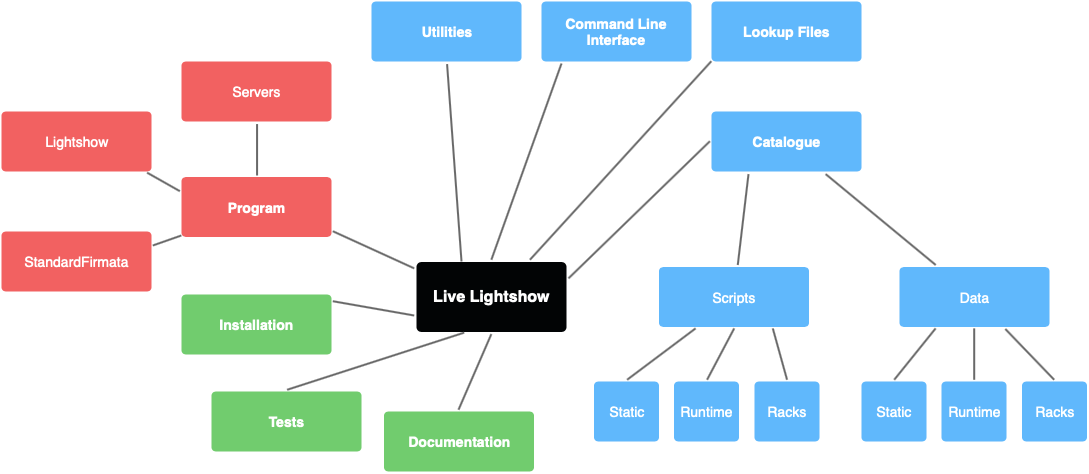 Utilities
Command Line
Interface
Lookup Files
Servers
Lightshow
Catalogue
Program
StandardFirmata
Live Lightshow
Scripts
Data
Installation
Static
Runtime
Racks
Static
Runtime
Racks
Tests
Documentation